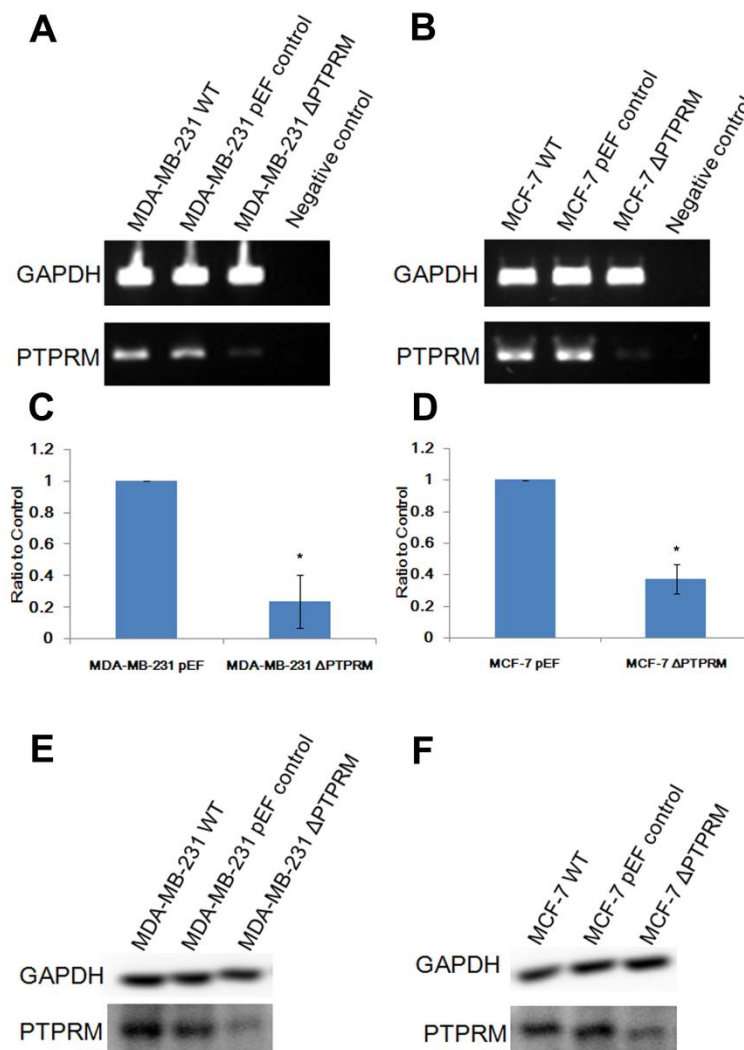 A
MDA-MB-231 WT
MDA-MB-231 pEF control
MDA-MB-231 ΔPTPRM
Negative control
GAPDH
PTPRM
B
MCF-7 WT
MCF-7 pEF control
MCF-7 ΔPTPRM
Negative control
GAPDH
PTPRM
C
1.2
1
0.8
0.6
0.4
0.2
0
Ratio to Control
*
MDA-MB-231 pEF
MDA-MB-231 ΔPTPRM
D
1.2
1
0.8
0.6
0.4
0.2
0
Ratio to Control
*
MCF-7 pEF
MCF-7 ΔPTPRM
E
MDA-MB-231 WT
MDA-MB-231 pEF control
MDA-MB-231 ΔPTPRM
GAPDH
PTPRM
F
MCF-7 WT
MCF-7 pEF control
MCF-7 ΔPTPRM
GAPDH
PTPRM